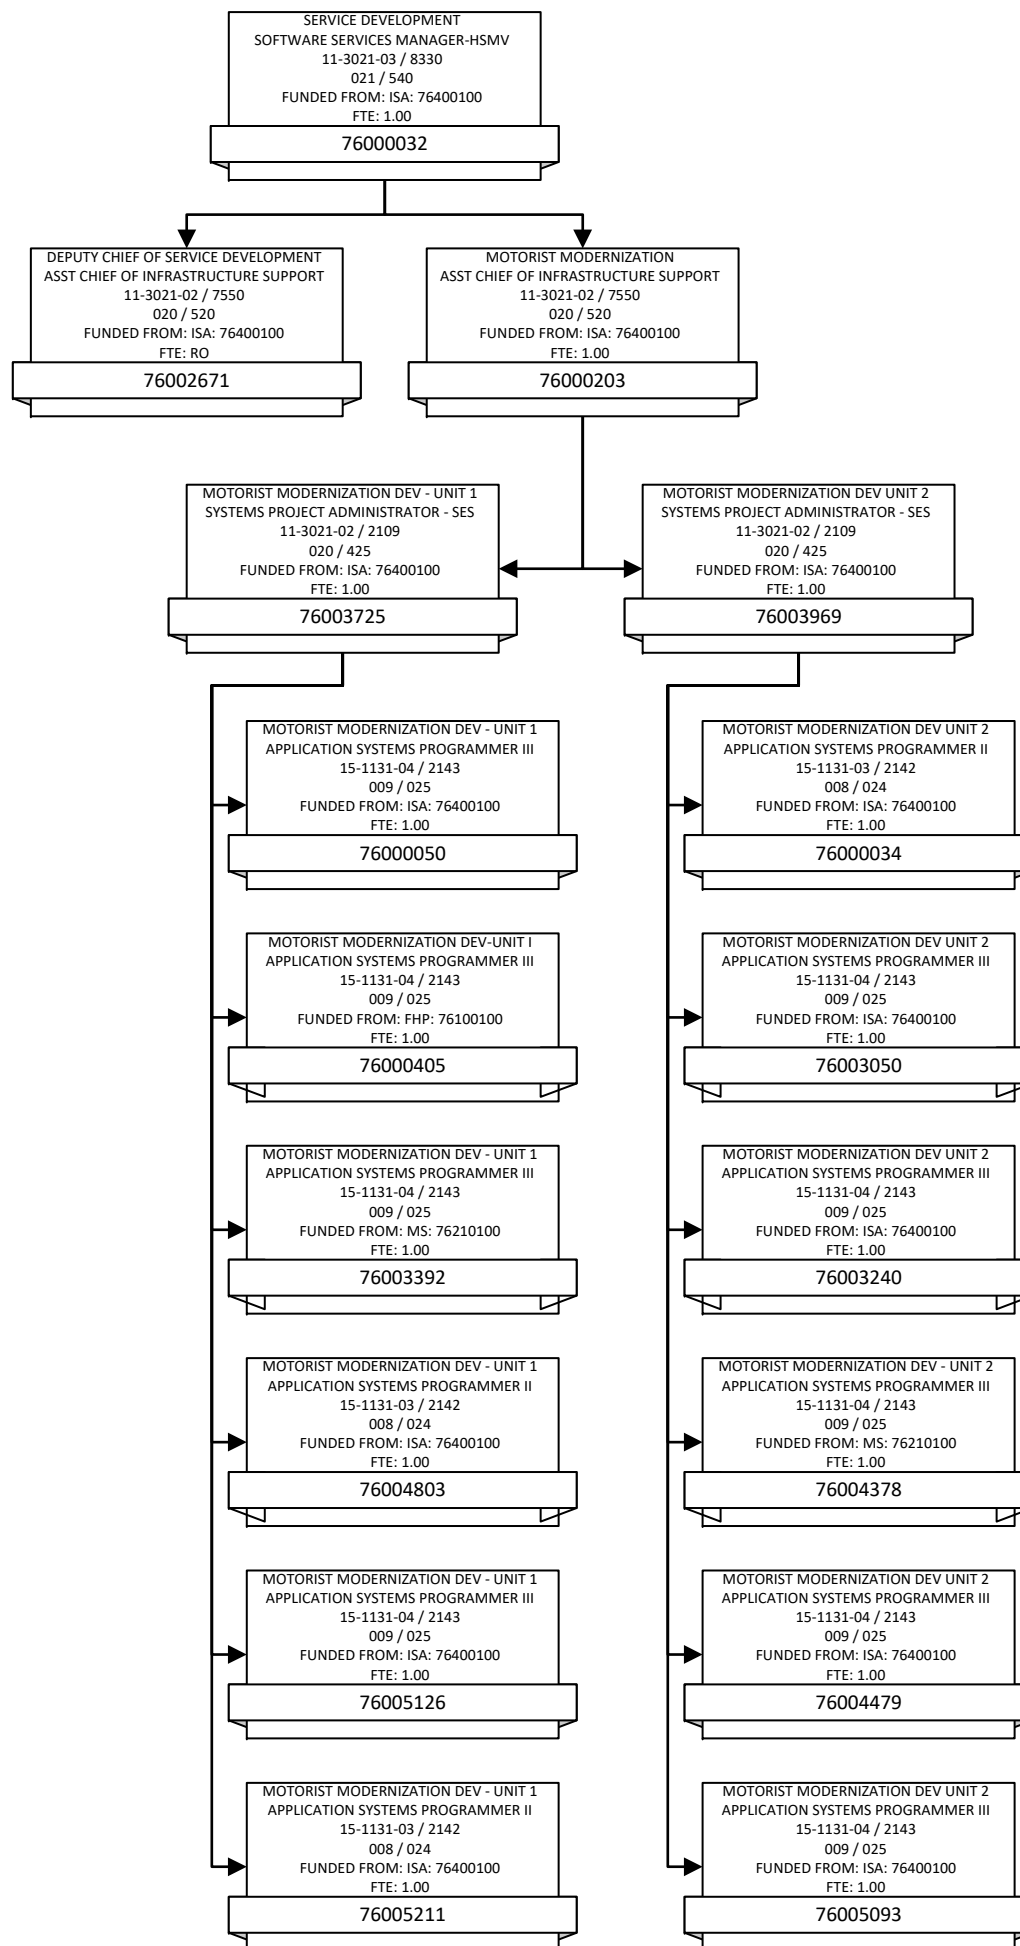 SERVICE DEVELOPMENT
SOFTWARE SERVICES MANAGER-HSMV
11-3021-03 / 8330
021 / 540
FUNDED FROM: ISA: 76400100
FTE: 1.00
76000032
DEPUTY CHIEF OF SERVICE DEVELOPMENT
ASST CHIEF OF INFRASTRUCTURE SUPPORT
11-3021-02 / 7550
020 / 520
FUNDED FROM: ISA: 76400100
FTE: RO
76002671
MOTORIST MODERNIZATION
ASST CHIEF OF INFRASTRUCTURE SUPPORT
11-3021-02 / 7550
020 / 520
FUNDED FROM: ISA: 76400100
FTE: 1.00
76000203
MOTORIST MODERNIZATION DEV - UNIT 1
SYSTEMS PROJECT ADMINISTRATOR - SES
11-3021-02 / 2109
020 / 425
FUNDED FROM: ISA: 76400100
FTE: 1.00
76003725
MOTORIST MODERNIZATION DEV UNIT 2
SYSTEMS PROJECT ADMINISTRATOR - SES
11-3021-02 / 2109
020 / 425
FUNDED FROM: ISA: 76400100
FTE: 1.00
76003969
MOTORIST MODERNIZATION DEV - UNIT 1
APPLICATION SYSTEMS PROGRAMMER III
15-1131-04 / 2143
009 / 025
FUNDED FROM: ISA: 76400100
FTE: 1.00
76000050
MOTORIST MODERNIZATION DEV UNIT 2
APPLICATION SYSTEMS PROGRAMMER II
15-1131-03 / 2142
008 / 024
FUNDED FROM: ISA: 76400100
FTE: 1.00
76000034
MOTORIST MODERNIZATION DEV-UNIT I
APPLICATION SYSTEMS PROGRAMMER III
15-1131-04 / 2143
009 / 025
FUNDED FROM: FHP: 76100100
FTE: 1.00
76000405
MOTORIST MODERNIZATION DEV UNIT 2
APPLICATION SYSTEMS PROGRAMMER III
15-1131-04 / 2143
009 / 025
FUNDED FROM: ISA: 76400100
FTE: 1.00
76003050
MOTORIST MODERNIZATION DEV - UNIT 1
APPLICATION SYSTEMS PROGRAMMER III
15-1131-04 / 2143
009 / 025
FUNDED FROM: MS: 76210100
FTE: 1.00
76003392
MOTORIST MODERNIZATION DEV UNIT 2
APPLICATION SYSTEMS PROGRAMMER III
15-1131-04 / 2143
009 / 025
FUNDED FROM: ISA: 76400100
FTE: 1.00
76003240
MOTORIST MODERNIZATION DEV - UNIT 1
APPLICATION SYSTEMS PROGRAMMER II
15-1131-03 / 2142
008 / 024
FUNDED FROM: ISA: 76400100
FTE: 1.00
76004803
MOTORIST MODERNIZATION DEV - UNIT 2
APPLICATION SYSTEMS PROGRAMMER III
15-1131-04 / 2143
009 / 025
FUNDED FROM: MS: 76210100
FTE: 1.00
76004378
MOTORIST MODERNIZATION DEV - UNIT 1
APPLICATION SYSTEMS PROGRAMMER III
15-1131-04 / 2143
009 / 025
FUNDED FROM: ISA: 76400100
FTE: 1.00
76005126
MOTORIST MODERNIZATION DEV UNIT 2
APPLICATION SYSTEMS PROGRAMMER III
15-1131-04 / 2143
009 / 025
FUNDED FROM: ISA: 76400100
FTE: 1.00
76004479
MOTORIST MODERNIZATION DEV - UNIT 1
APPLICATION SYSTEMS PROGRAMMER II
15-1131-03 / 2142
008 / 024
FUNDED FROM: ISA: 76400100
FTE: 1.00
76005211
MOTORIST MODERNIZATION DEV UNIT 2
APPLICATION SYSTEMS PROGRAMMER III
15-1131-04 / 2143
009 / 025
FUNDED FROM: ISA: 76400100
FTE: 1.00
76005093